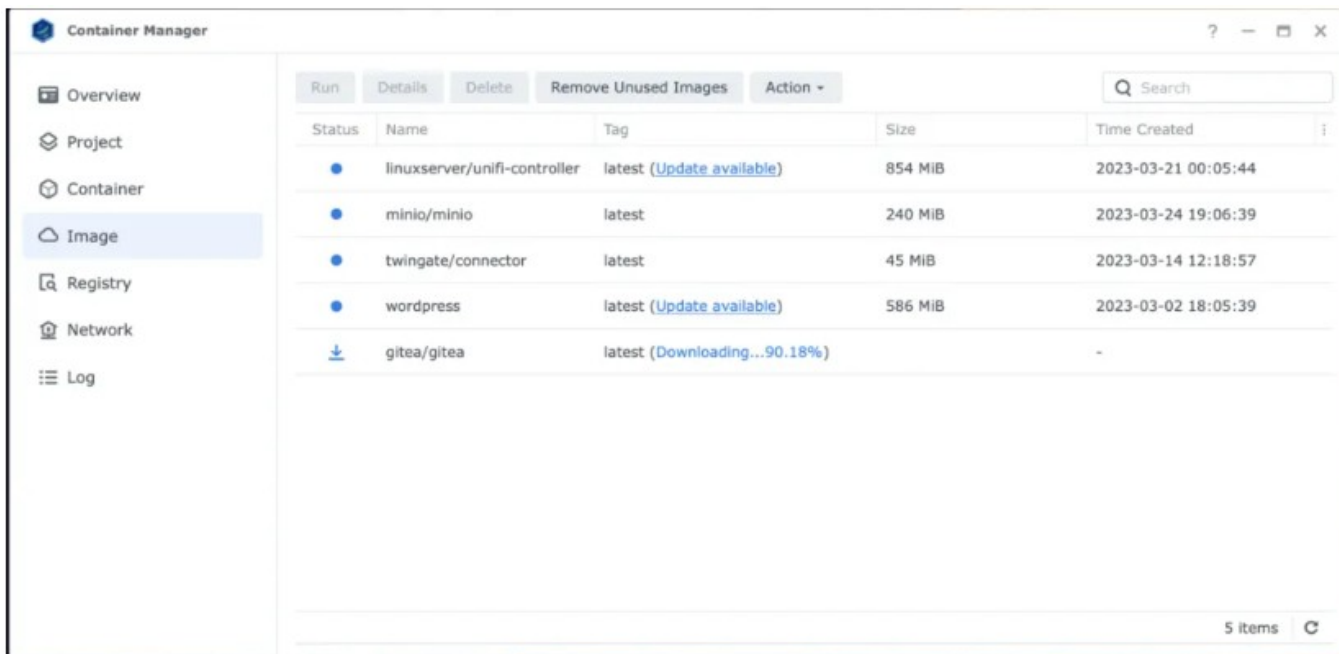 Container Manager
Overview
Project
Container
Image
Registry
Network
Log
Run Details Delete Remove Unused Images Action Search
Status Name Tag Size Time Created
linuxserver/unifi-controller latest (Update available) 854 MiB 2023-03-21 00:05:44
minio/minio latest 240 MiB 2023-03-24 19:06:39
twingate/connector latest 45 MiB 2023-03-14 12:18:57
wordpress latest (Update available) 586 MiB 2023-03-02 18:05:39
gitea/gitea latest (Downloading...90.18%) -
5 items